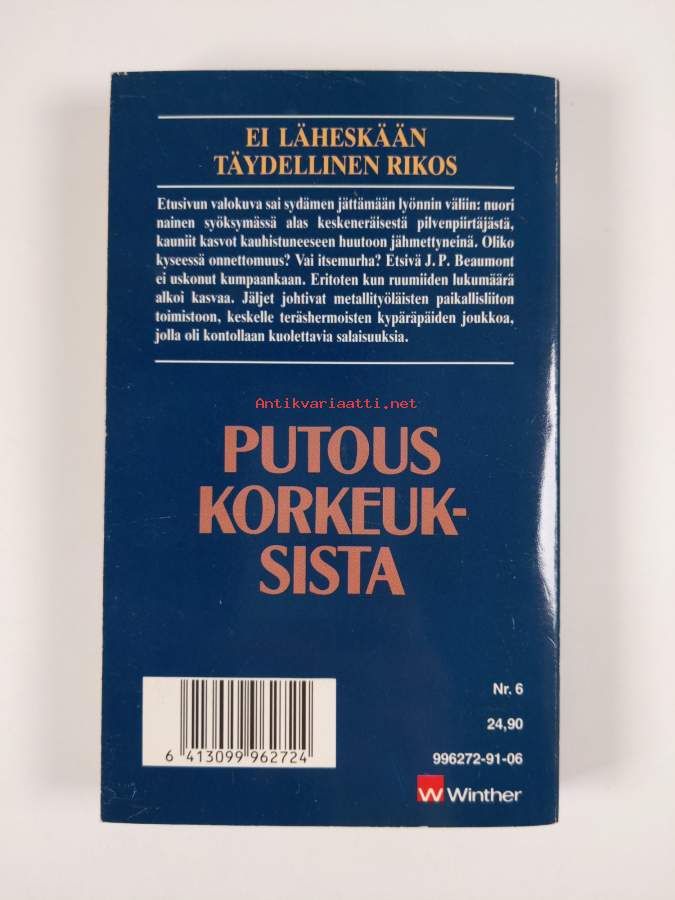 EI LÄHESKÄÄN
TÄYDELLINEN RIKOS
Etusivun valokuva sai sydämen jättämään lyönnin väliin: nuori
nainen syöksymässä alas keskeneräisestä pilvenpiirtäjästä,
kauniit kasvot kauhistuneeseen huutoon jähmettyneinä. Oliko
kyseessä onnettomuus? Vai itsemurha? Etsivä J. P. Beaumont
ei uskonut kumpaankaan. Eritoten kun ruumiiden lukumäärä
alkoi kasvaa. Jäljet johtivat metallityöläisten paikallisliiton
toimistoon, keskelle teräshermoisten kypäräpäiden joukkoa,
jolla oli kontollaan kuolettavia salaisuuksia.
Antikvariaatti.net
PUTOUS
KORKEUK-
SISTA
Nr. 6
24,90
6 413099 962724
996272-91-06
W Winther